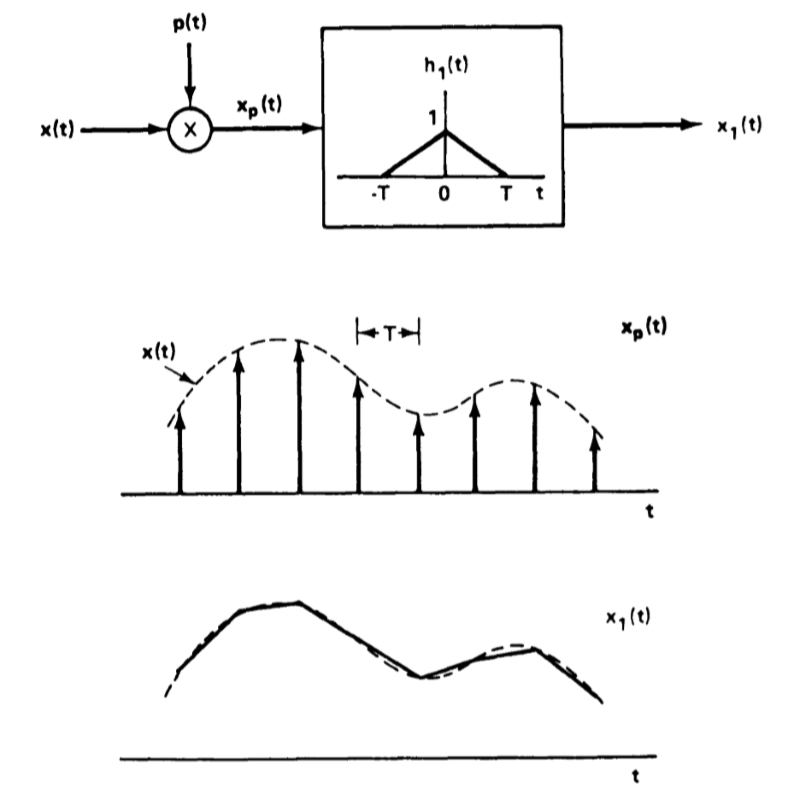 p(t)
x(t)
X
x_p(t)
h_1(t)
1
-T 0 T t
x_1(t)
x(t)
T
x_p(t)
t
x_1(t)
t